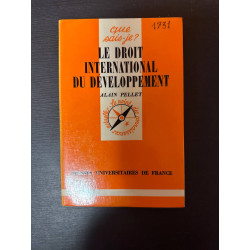 que
sais-je?
1731
LE DROIT
INTERNATIONAL
DU DÉVELOPPEMENT
ALAIN PELLET
PRESSES UNIVERSITAIRES DE FRANCE